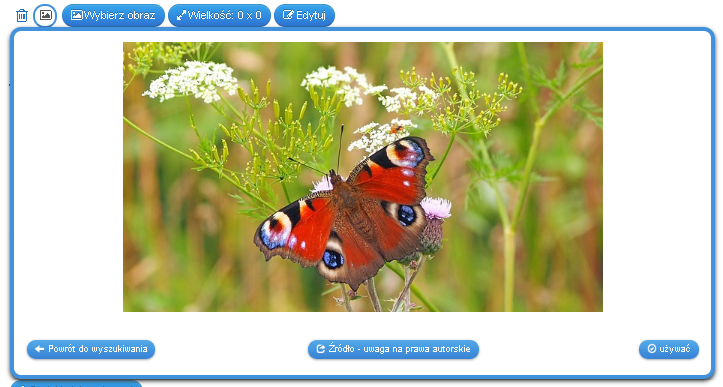 Wybierz obraz
Wielkość: 0 x 0
Edytuj
Powrót do wyszukiwania
Źródło - uwaga na prawa autorskie
używać